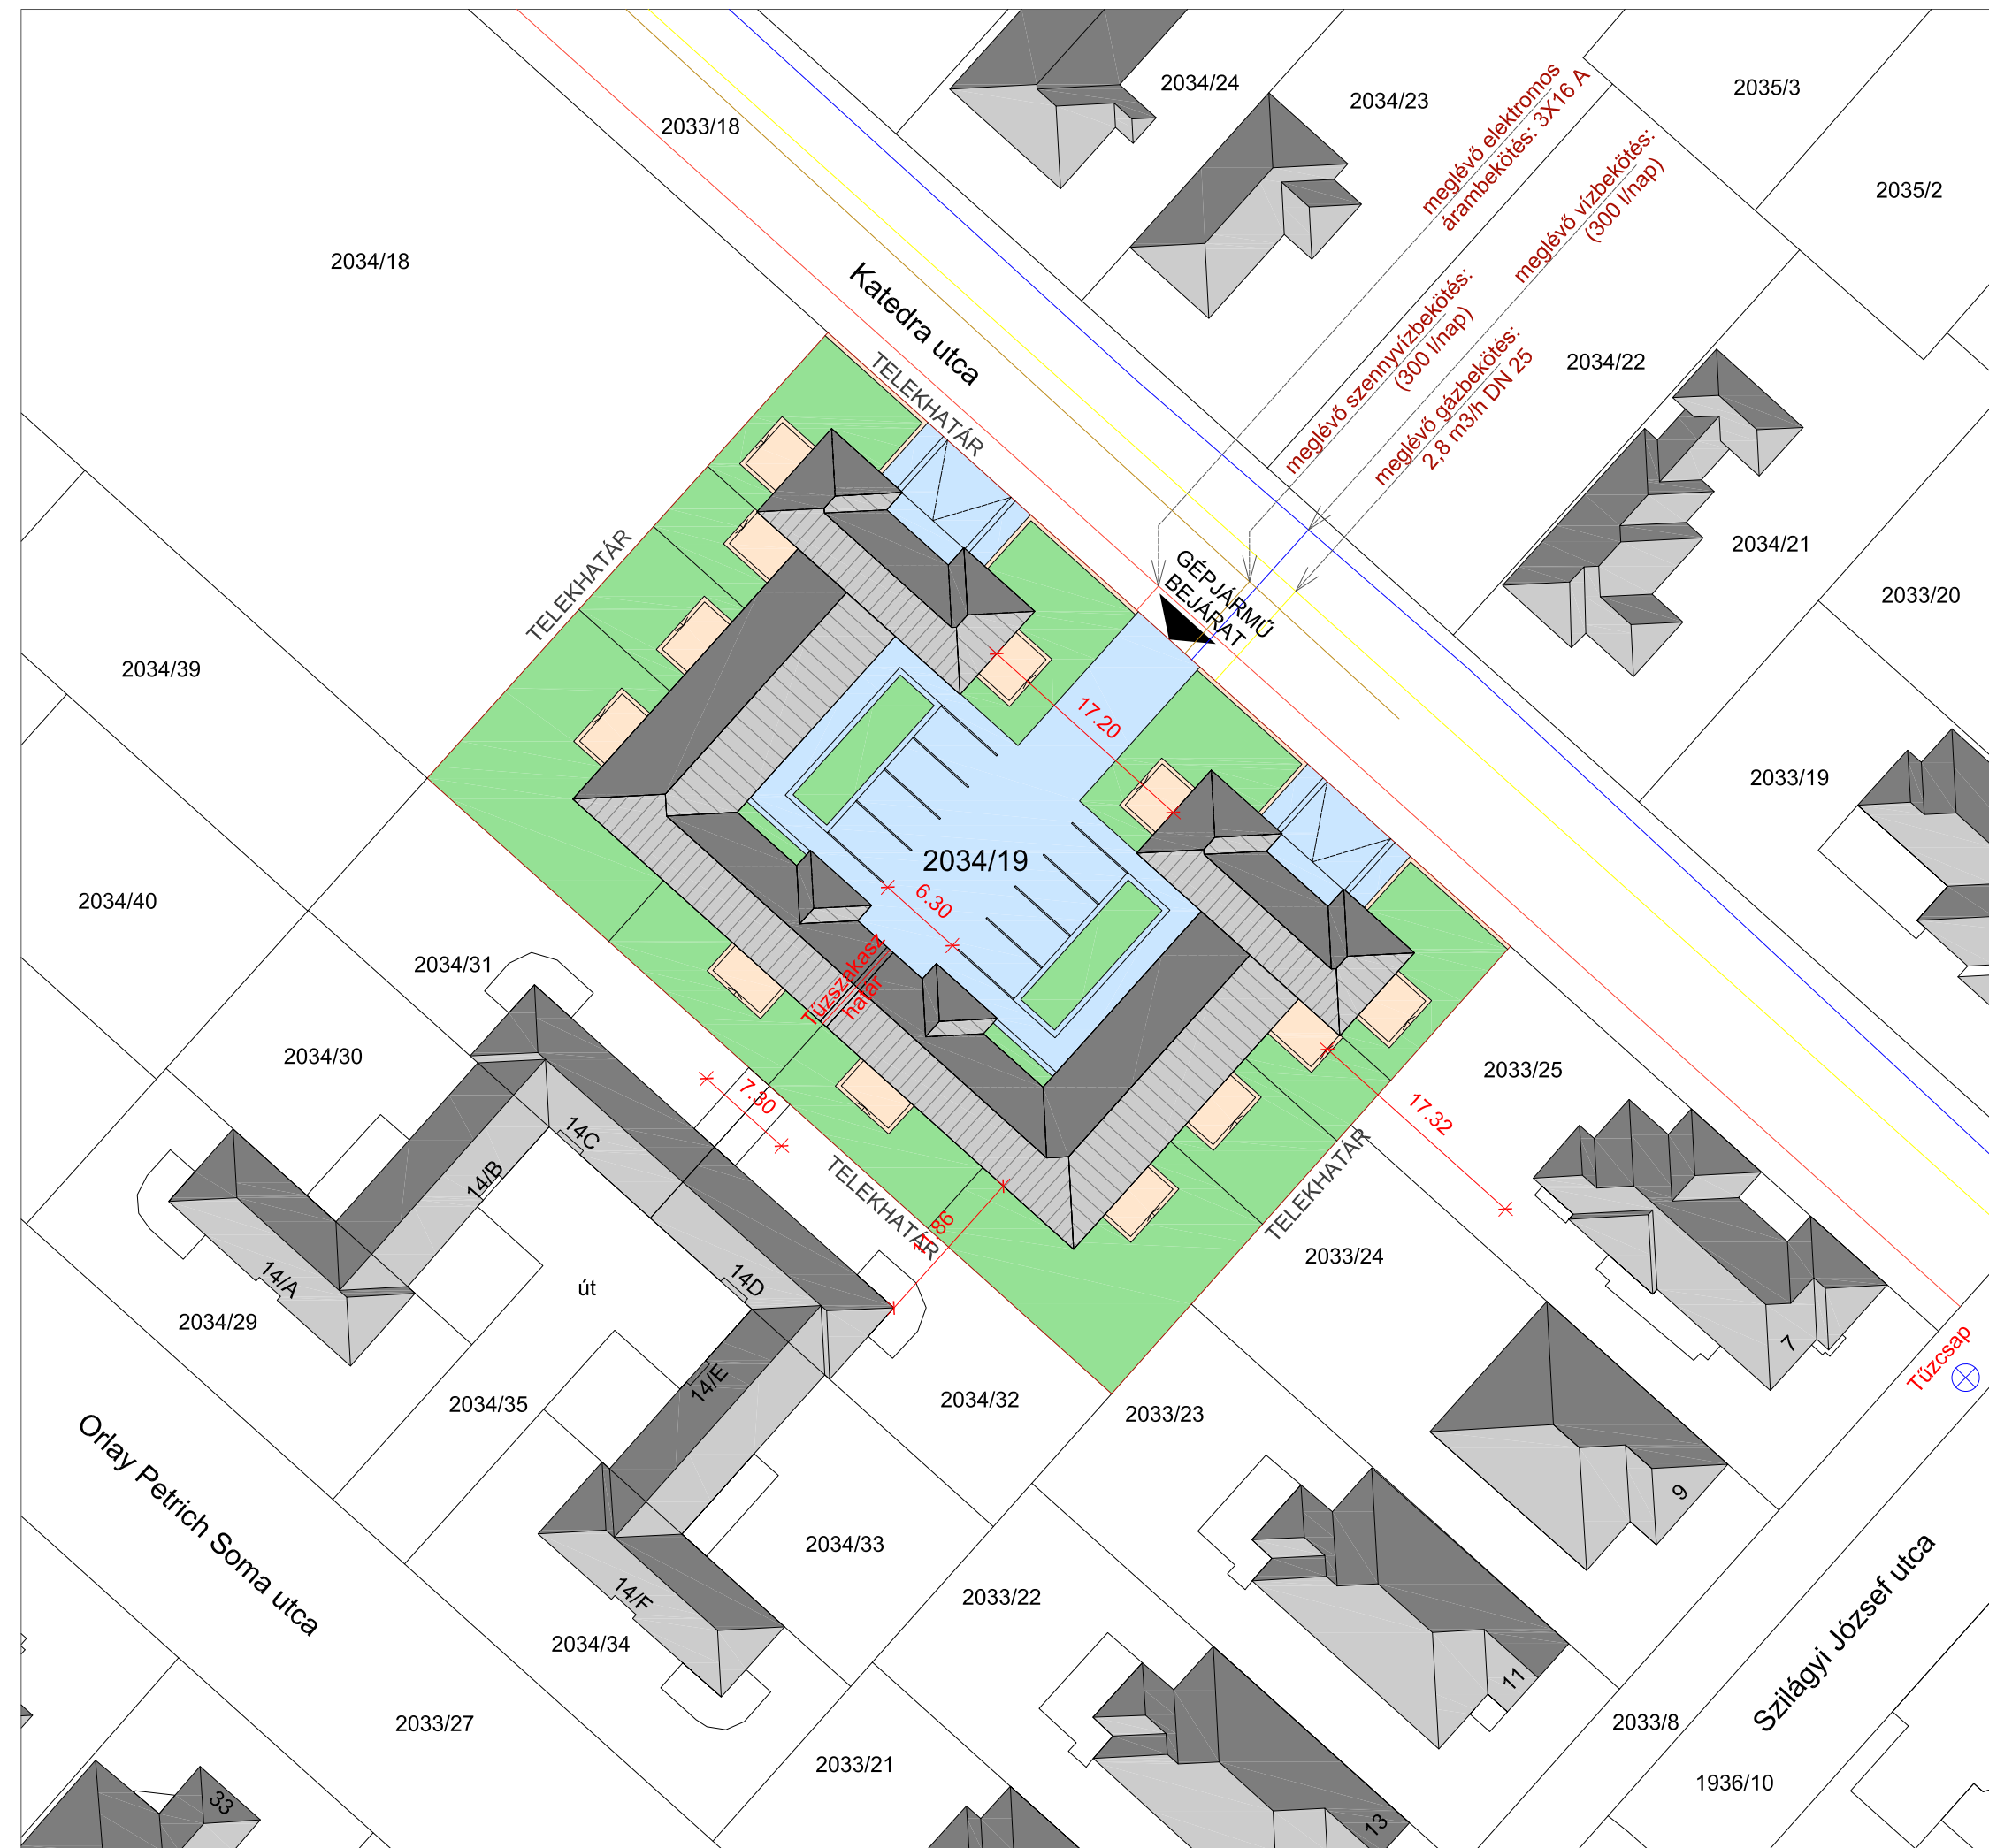 2034/24
2034/23
2035/3
2033/18
2035/2
meglévő elektromos
árambekötés: 3X16 A
meglévő vízbekötés:
(300 l/nap)
2034/18
Katedra utca
meglévő szennyvízbekötés:
(300 l/nap)
meglévő gázbekötés:
2,8 m3/h DN 25
2034/22
TELEKHATÁR
TELEKHATÁR
2034/21
GÉPJÁRMŰ
BEJÁRAT
2033/20
2034/39
17.20
2033/19
2034/19
6.30
2034/40
2034/31
Tűzszakasz
határ
2034/30
7.30
2033/25
17.32
14C
14/B
TELEKHATÁR
TELEKHATÁR
2033/24
14/A
14D
út
2034/29
14/E
7
Tűzcsap
2034/35
2034/32
2033/23
Orlay Petrich Soma utca
9
2034/33
14/F
2033/22
2034/34
Szilágyi József utca
11
2033/27
2033/8
2033/21
1936/10
33
13